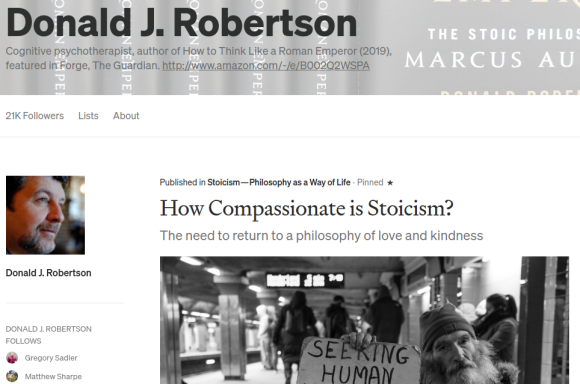 Donald J. Robertson
Cognitive psychotherapist, author of How to Think Like a Roman Emperor (2019),
featured in Forge, The Guardian. http://www.amazon.com/-/e/B002Q2WSPA
THE STOIC PHILOS
MARCUS AU
DONALD ROBER
21K Followers Lists About
Published in Stoicism—Philosophy as a Way of Life · Pinned ★
How Compassionate is Stoicism?
The need to return to a philosophy of love and kindness
Donald J. Robertson
DONALD J. ROBERTSON
FOLLOWS
Gregory Sadler
Matthew Sharpe
SEEKING
HUMAN